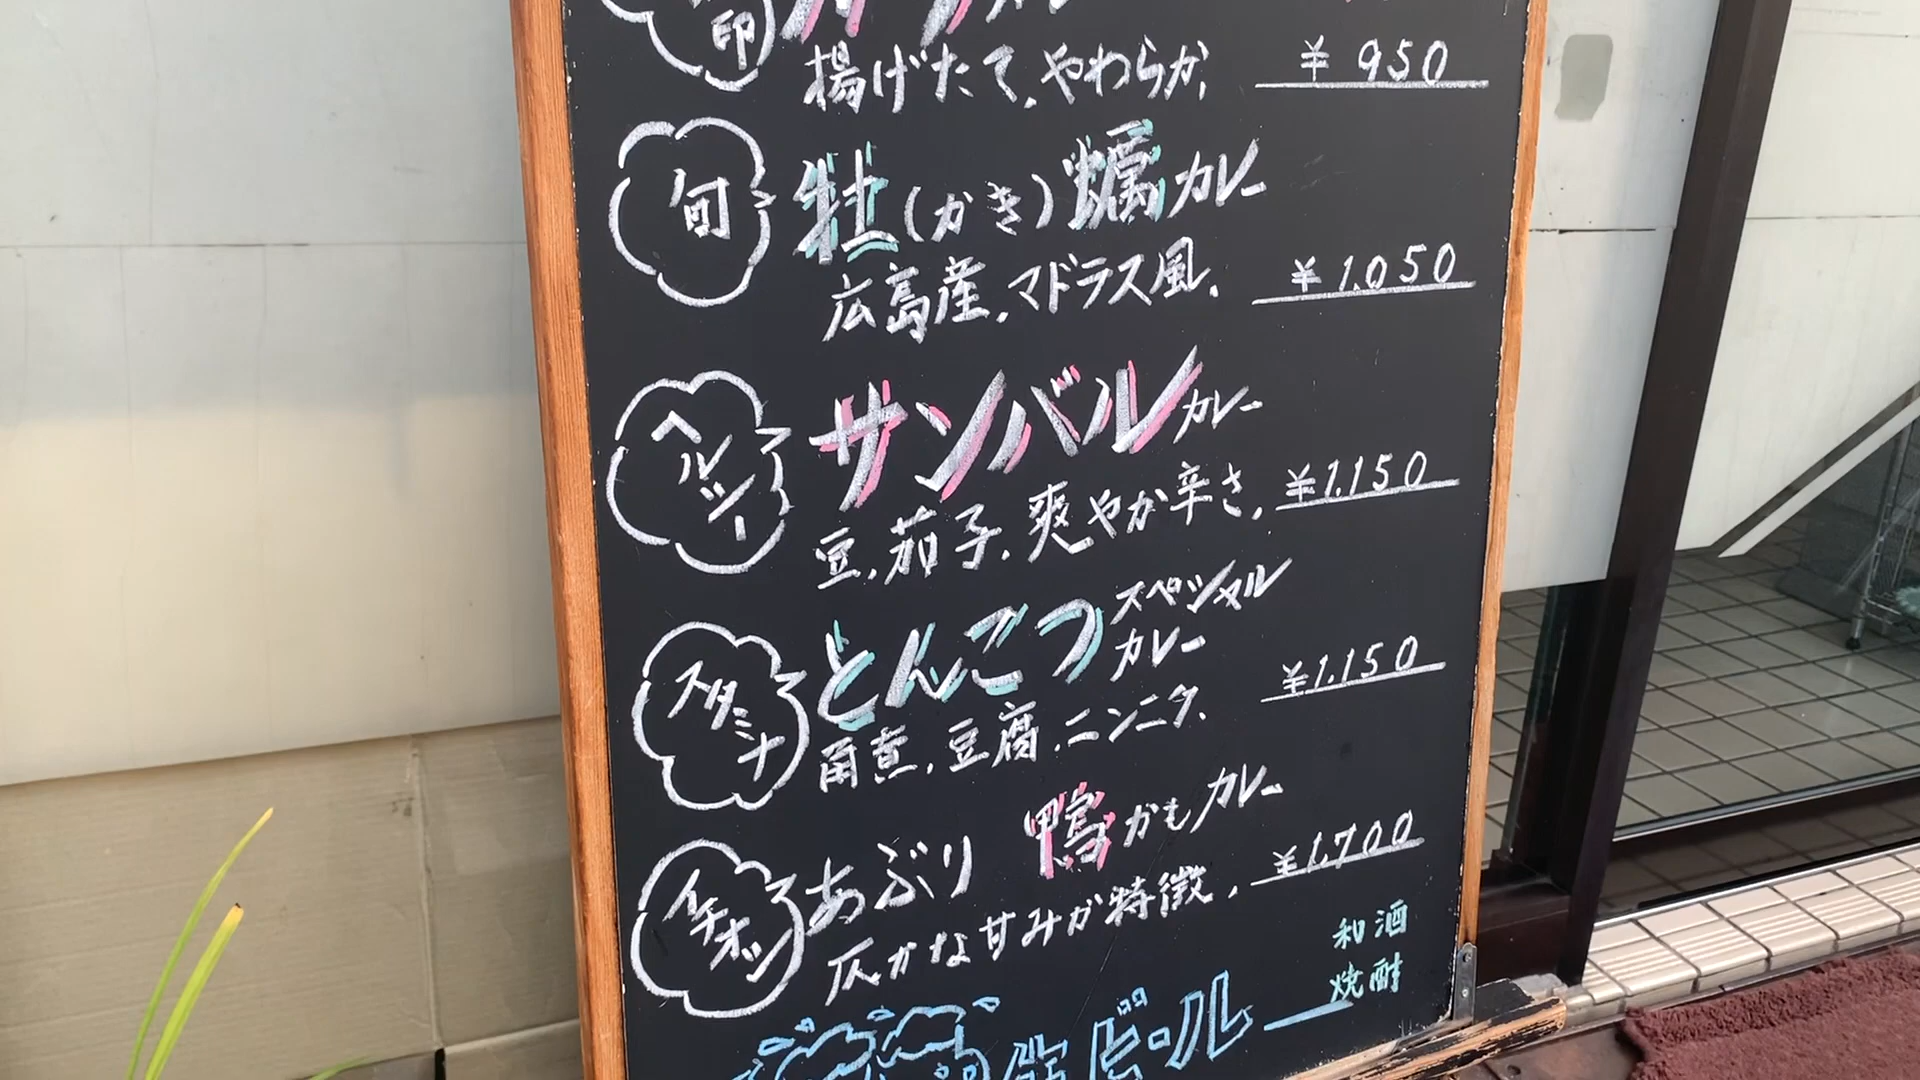 印
揚げたて、やわらか、
¥950
旬
牡(かき)蠣カレー
広島産、マドラス風、
¥1,050
ヘルシー
サンバルカレー
豆、茄子、爽やか辛さ、
¥1,150
スタミナ
とんこつスペシャルカレー
角煮、豆腐、ニンニク、
¥1,150
イチオシ
あぶり 鴨かもカレー
仄かな甘みが特徴、
¥1,700
和酒
焼酎
生ビール